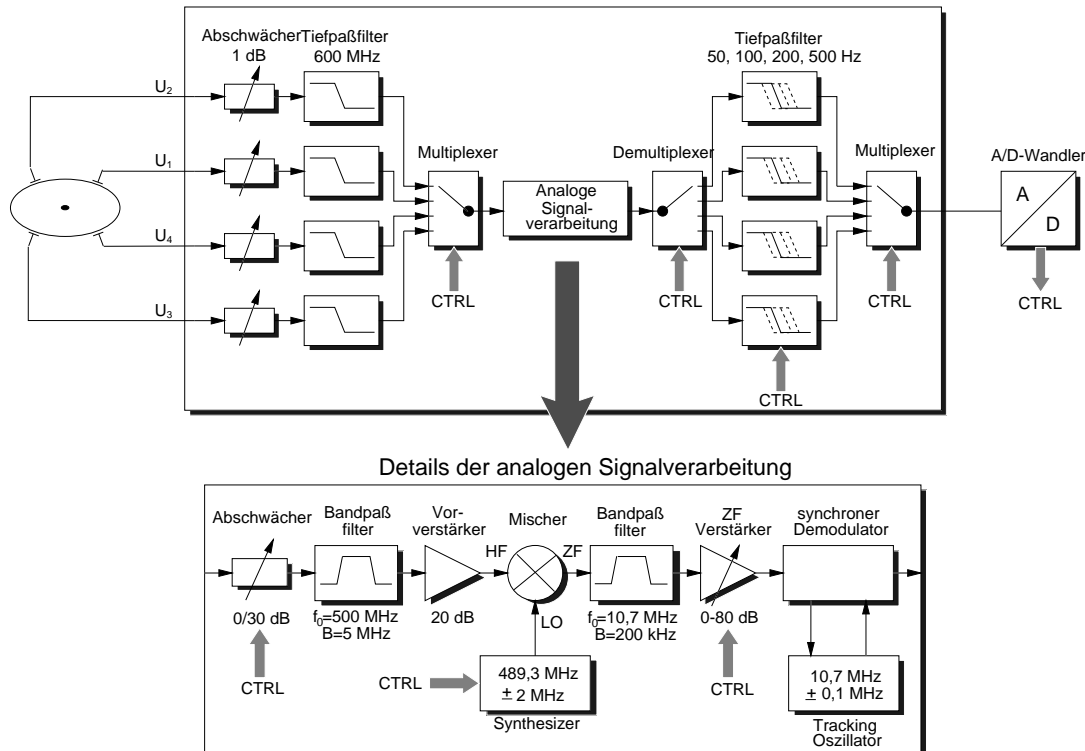 Abschwächer
1 dB
Tiefpaßfilter
600 MHz
Tiefpaßfilter
50, 100, 200, 500 Hz
U2
U1
U4
U3
Multiplexer
Analoge
Signal-
verarbeitung
Demultiplexer
Multiplexer
A/D-Wandler
A
D
CTRL
CTRL
CTRL
CTRL
CTRL
Details der analogen Signalverarbeitung
Abschwächer
0/30 dB
CTRL
Bandpaß
filter
f0=500 MHz
B=5 MHz
Vor-
verstärker
20 dB
Mischer
HF
ZF
LO
Bandpaß
filter
f0=10,7 MHz
B=200 kHz
ZF
Verstärker
0-80 dB
CTRL
synchroner
Demodulator
CTRL
489,3 MHz
± 2 MHz
Synthesizer
10,7 MHz
± 0,1 MHz
Tracking
Oszillator